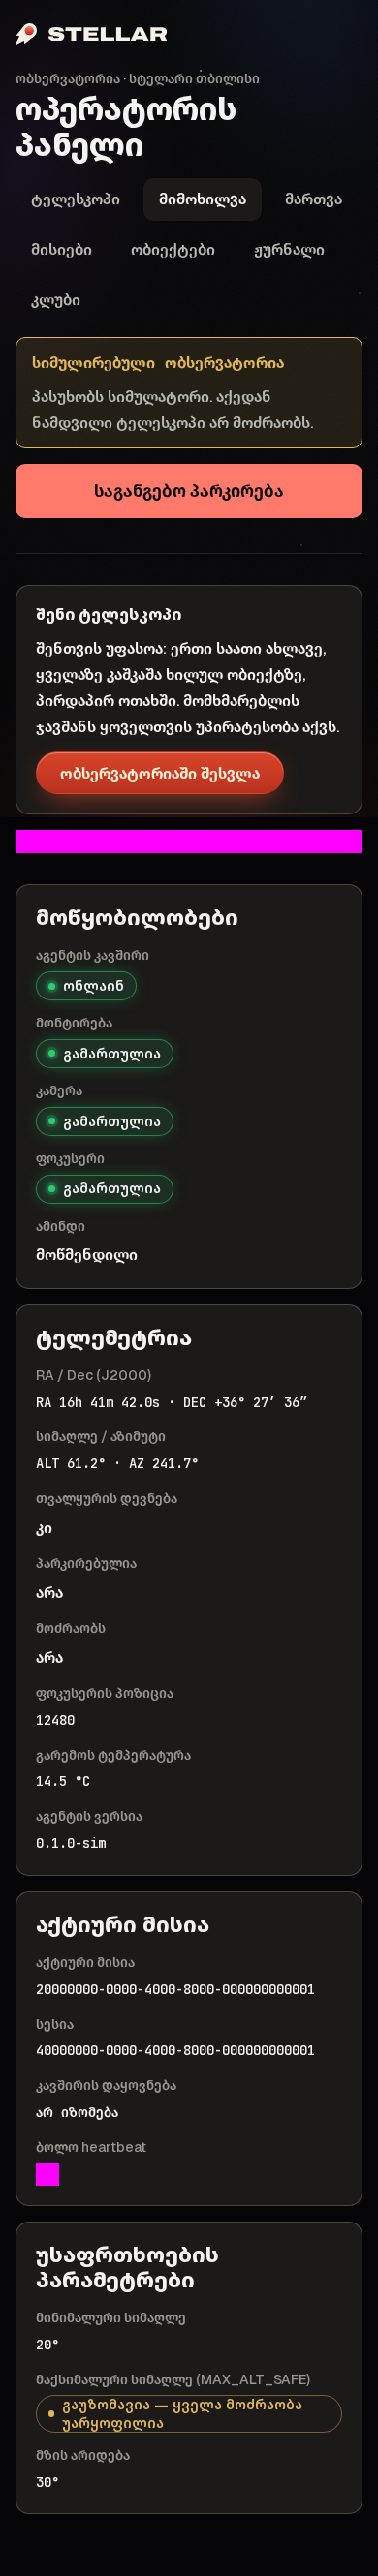 STELLAR
ობსერვატორია · სტელარი თბილისი
ოპერატორის
პანელი
ტელესკოპი მიმოხილვა მართვა
მისიები ობიექტები ჟურნალი
კლუბი
სიმულირებული ობსერვატორია
პასუხობს სიმულატორი. აქედან
ნამდვილი ტელესკოპი არ მოძრაობს.
საგანგებო პარკირება
შენი ტელესკოპი
შენთვის უფასოა: ერთი საათი ახლავე,
ყველაზე კაშკაშა ხილულ ობიექტზე,
პირდაპირ ოთახში. მომხმარებლის
ჯავშანს ყოველთვის უპირატესობა აქვს.
ობსერვატორიაში შესვლა
მოწყობილობები
აგენტის კავშირი
ონლაინ
მონტირება
გამართულია
კამერა
გამართულია
ფოკუსერი
გამართულია
ამინდი
მოწმენდილი
ტელემეტრია
RA / Dec (J2000)
RA 16h 41m 42.0s · DEC +36° 27′ 36″
სიმაღლე / აზიმუტი
ALT 61.2° · AZ 241.7°
თვალყურის დევნება
კი
პარკირებულია
არა
მოძრაობს
არა
ფოკუსერის პოზიცია
12480
გარემოს ტემპერატურა
14.5 °C
აგენტის ვერსია
0.1.0-sim
აქტიური მისია
აქტიური მისია
20000000-0000-4000-8000-000000000001
სესია
40000000-0000-4000-8000-000000000001
კავშირის დაყოვნება
არ იზომება
ბოლო heartbeat
უსაფრთხოების
პარამეტრები
მინიმალური სიმაღლე
20°
მაქსიმალური სიმაღლე (MAX_ALT_SAFE)
გაუზომავია — ყველა მოძრაობა
უარყოფილია
მზის არიდება
30°